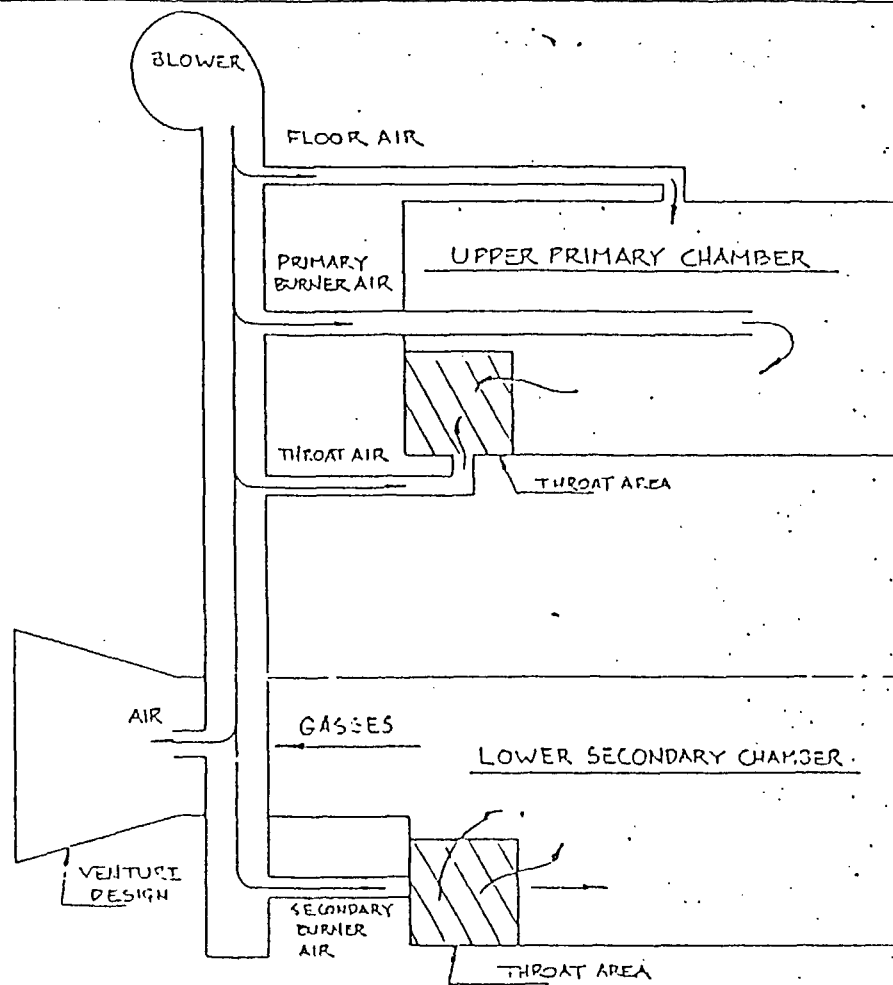 BLOWER
FLOOR AIR
UPPER PRIMARY CHAMBER
PRIMARY
BURNER AIR
THROAT AIR
THROAT AREA
AIR
GASSES
LOWER SECONDARY CHAMBER.
VENTURI
DESIGN
SECONDARY
BURNER
AIR
THROAT AREA